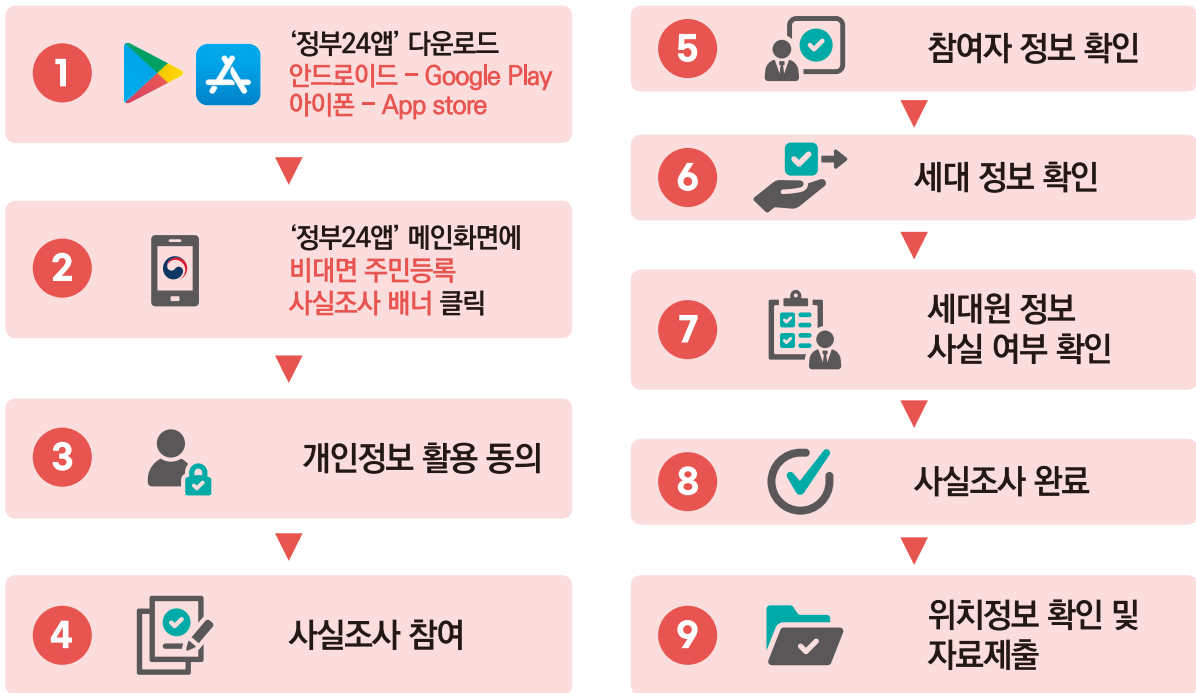 1
‘정부24앱’ 다운로드
안드로이드 – Google Play
아이폰 – App store
2
‘정부24앱’ 메인화면에
비대면 주민등록
사실조사 배너 클릭
3
개인정보 활용 동의
4
사실조사 참여
5
참여자 정보 확인
6
세대 정보 확인
7
세대원 정보
사실 여부 확인
8
사실조사 완료
9
위치정보 확인 및
자료제출